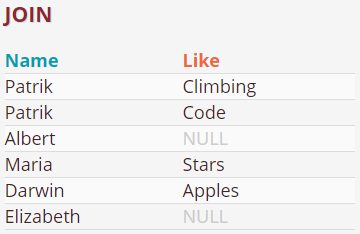 JOIN
Name Like
Patrik Climbing
Patrik Code
Albert NULL
Maria Stars
Darwin Apples
Elizabeth NULL